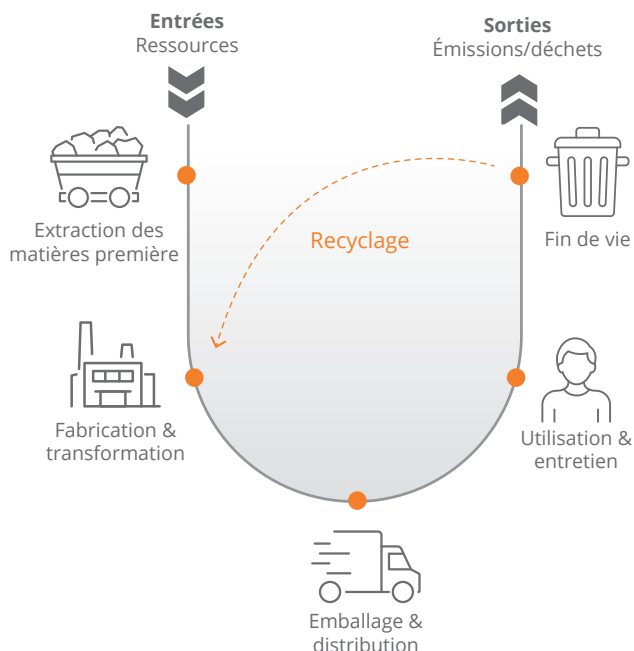 Entrées
Ressources
Sorties
Émissions/déchets
Extraction des
matières première
Recyclage
Fin de vie
Fabrication &
transformation
Utilisation &
entretien
Emballage &
distribution